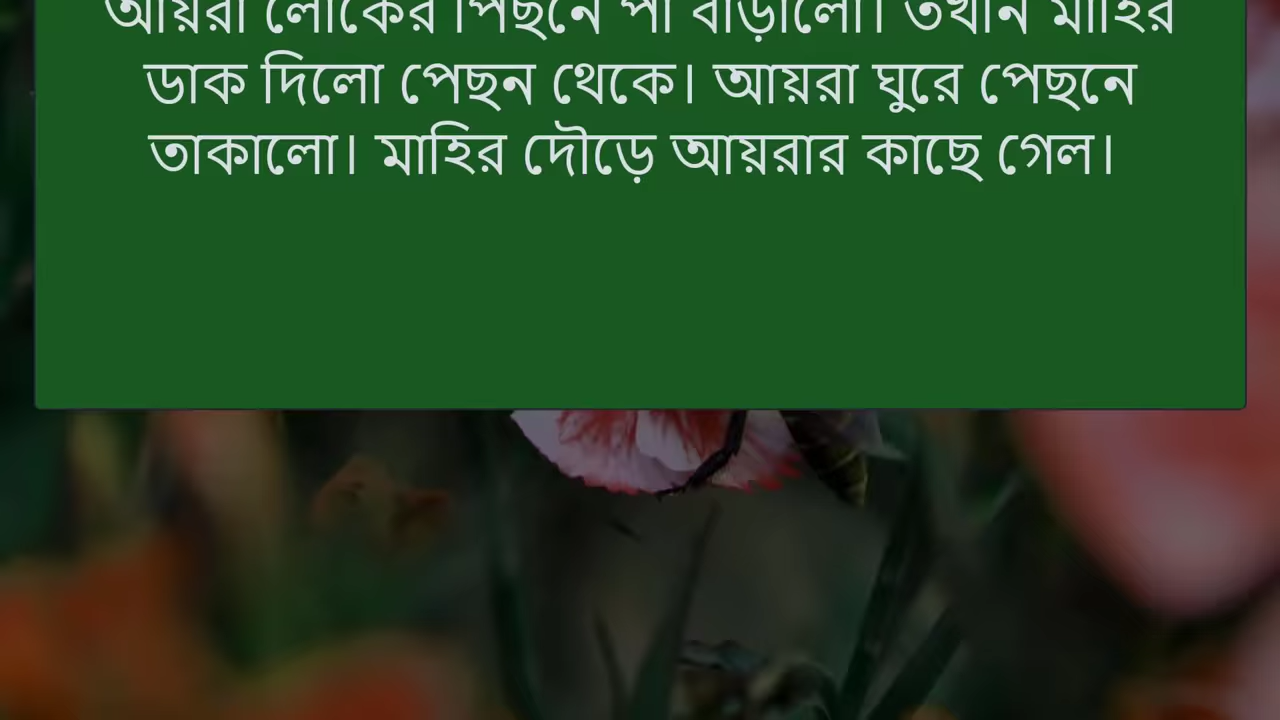 আয়রা লোকের পিছনে পা বাড়ালো। তখনি মাহির
ডাক দিলো পেছন থেকে। আয়রা ঘুরে পেছনে
তাকালো। মাহির দৌড়ে আয়রার কাছে গেল।